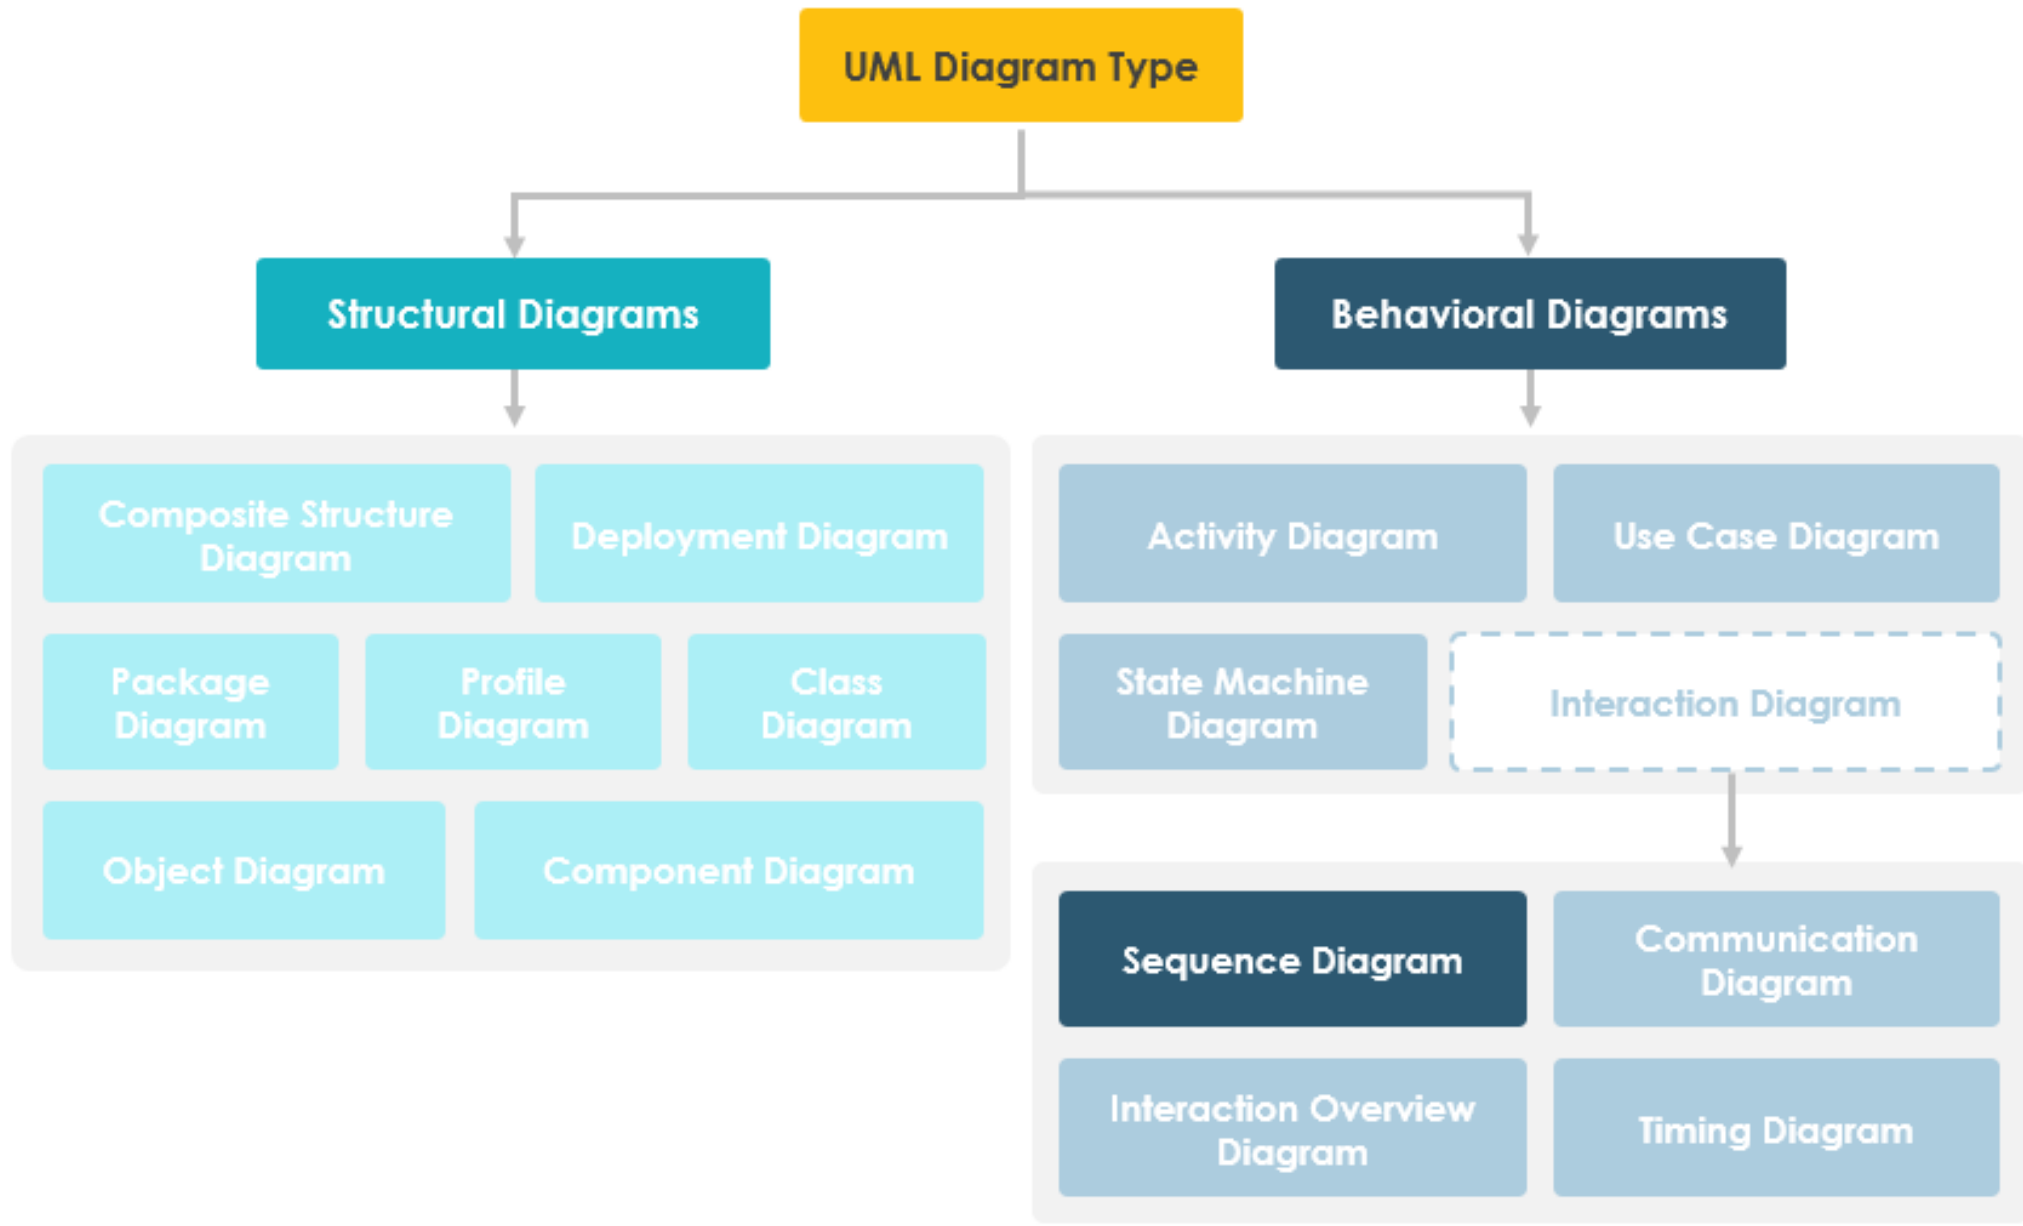 UML Diagram Type
Structural Diagrams
Behavioral Diagrams
Composite Structure
Diagram
Deployment Diagram
Package
Diagram
Profile
Diagram
Class
Diagram
Object Diagram
Component Diagram
Activity Diagram
Use Case Diagram
State Machine
Diagram
Interaction Diagram
Sequence Diagram
Communication
Diagram
Interaction Overview
Diagram
Timing Diagram